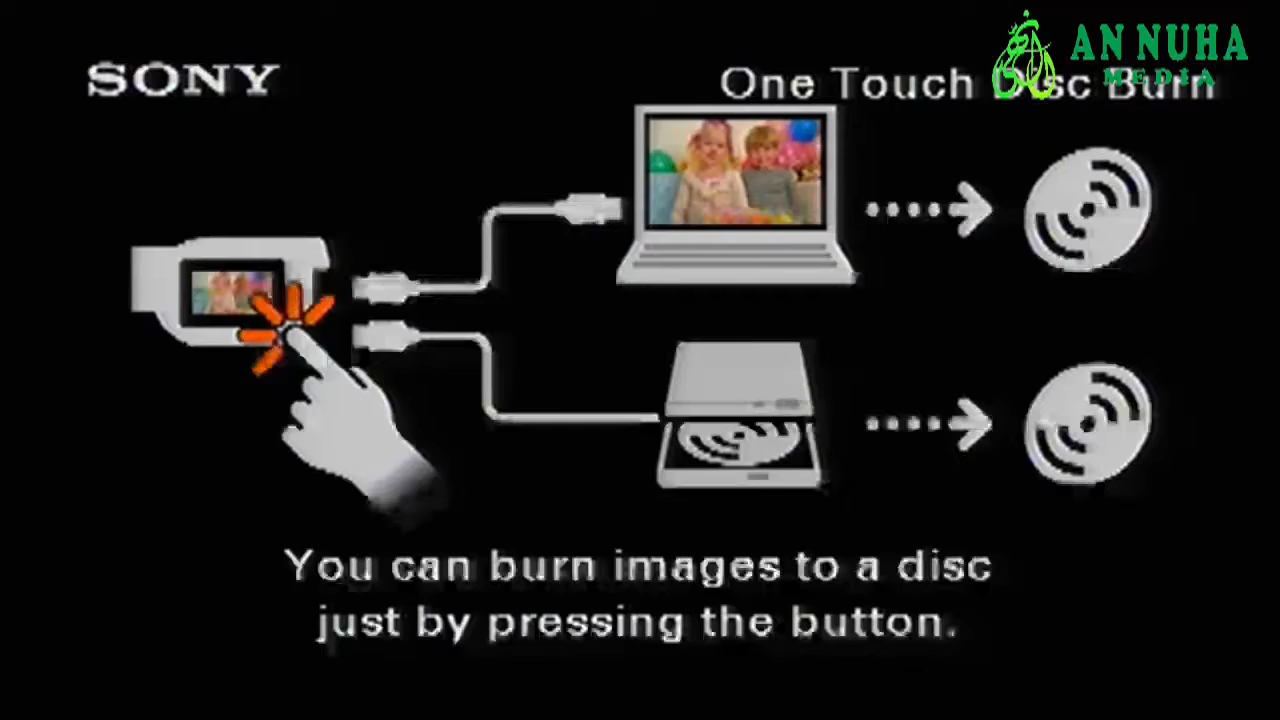 SONY
One Touch Disc Burn
AN NUHA
MEDIA
You can burn images to a disc
just by pressing the button.